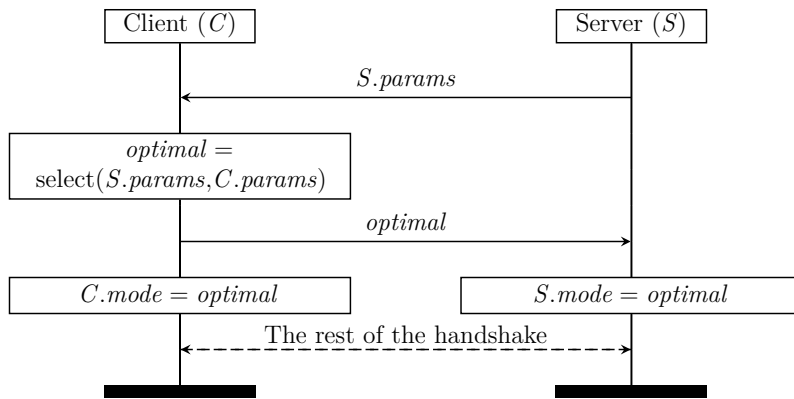 Client (C)
Server (S)
S.params
optimal =
select(S.params,C.params)
optimal
C.mode = optimal
S.mode = optimal
The rest of the handshake